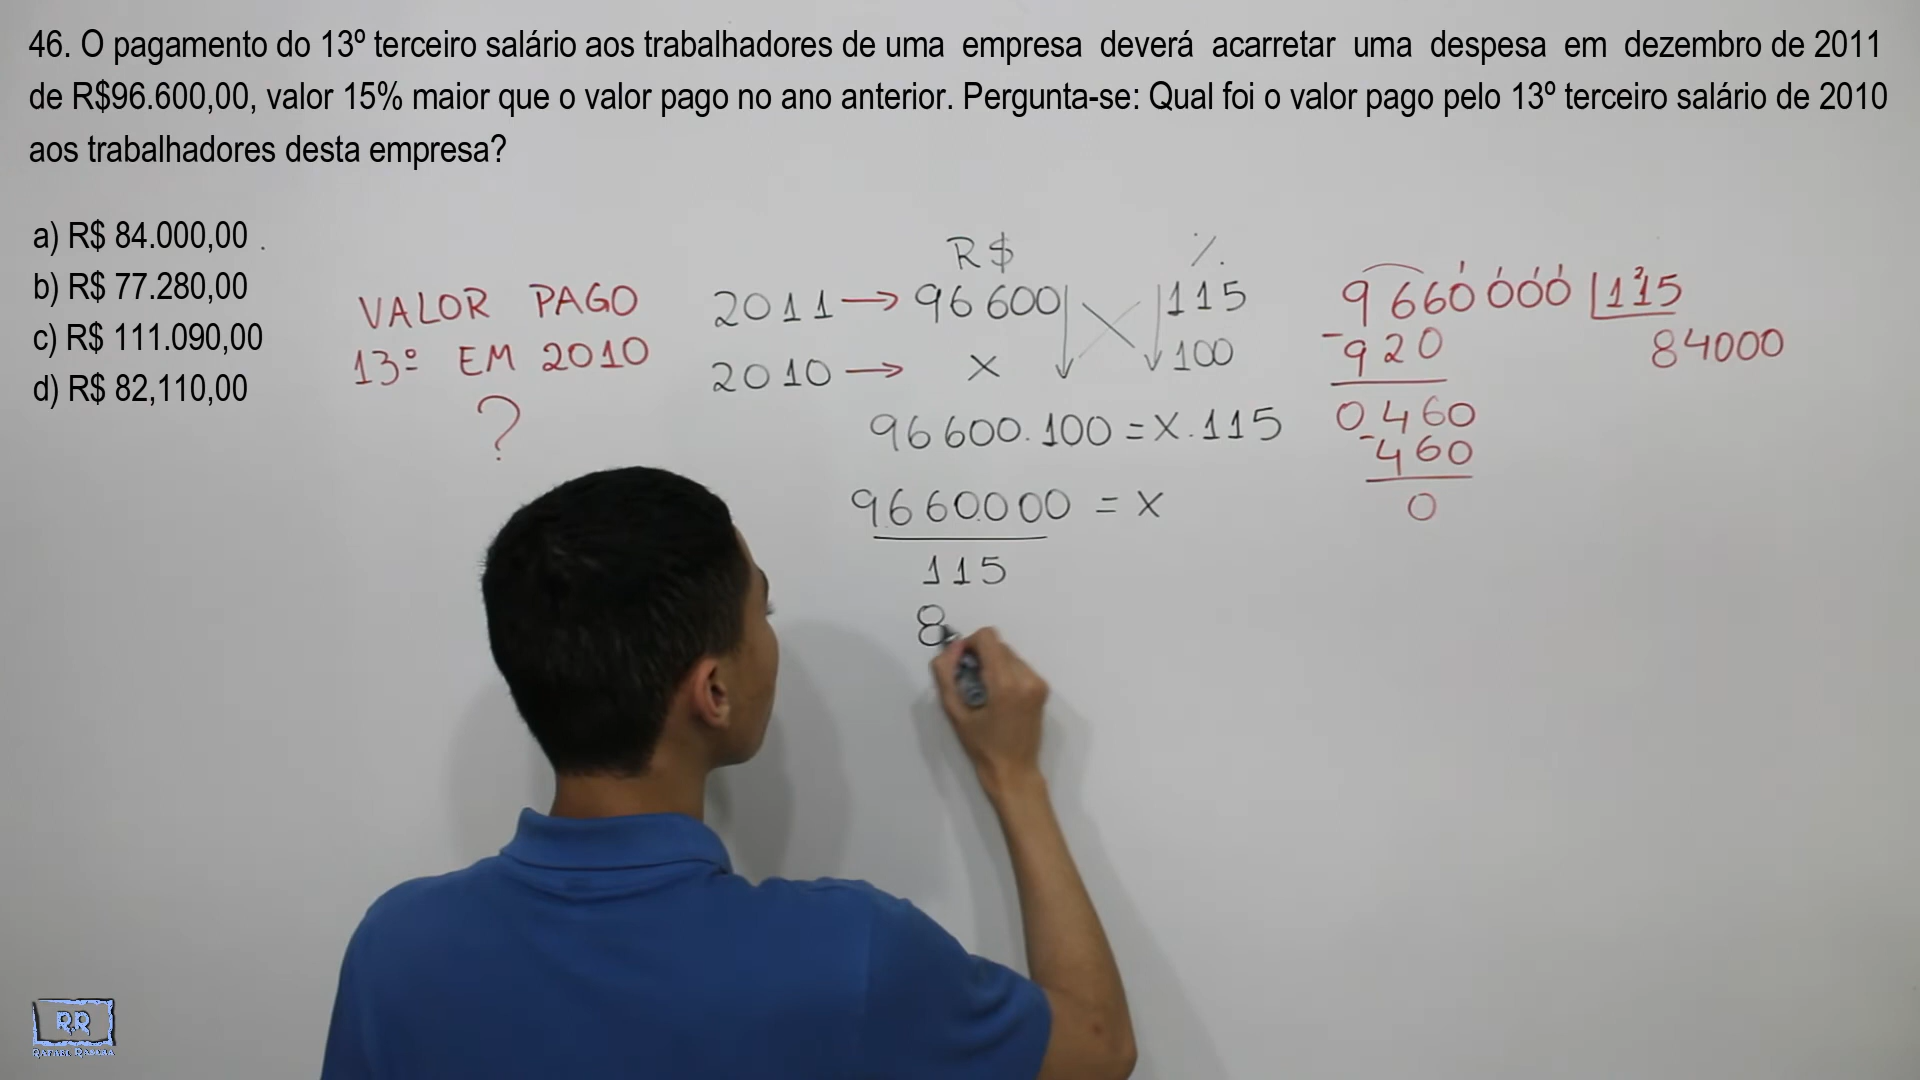 46. O pagamento do 13º terceiro salário aos trabalhadores de uma empresa deverá acarretar uma despesa em dezembro de 2011
de R$96.600,00, valor 15% maior que o valor pago no ano anterior. Pergunta-se: Qual foi o valor pago pelo 13º terceiro salário de 2010
aos trabalhadores desta empresa?
a) R$ 84.000,00
b) R$ 77.280,00
c) R$ 111.090,00
d) R$ 82,110,00
VALOR PAGO
13º EM 2010
?
R$ %
2011 → 96600 115
2010 → x 100
96600.100 = x.115
9660000 = x
115
8
9660000 115
-920 84000
0460
-460
0
RR